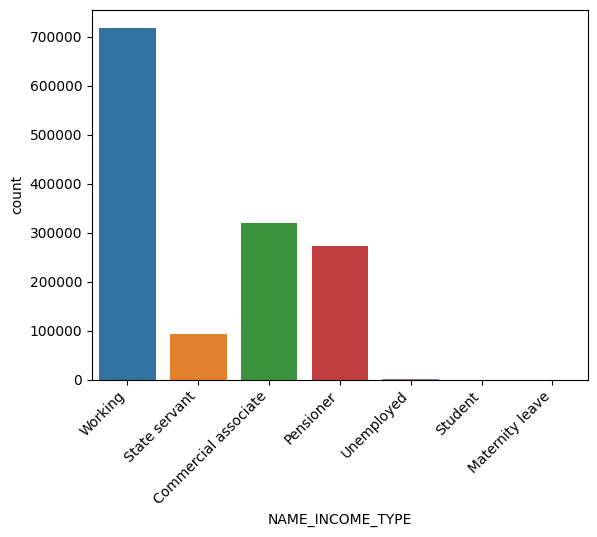 700000
600000
500000
400000
300000
200000
100000
0
count
Working
State servant
Commercial associate
Pensioner
Unemployed
Student
Maternity leave
NAME_INCOME_TYPE